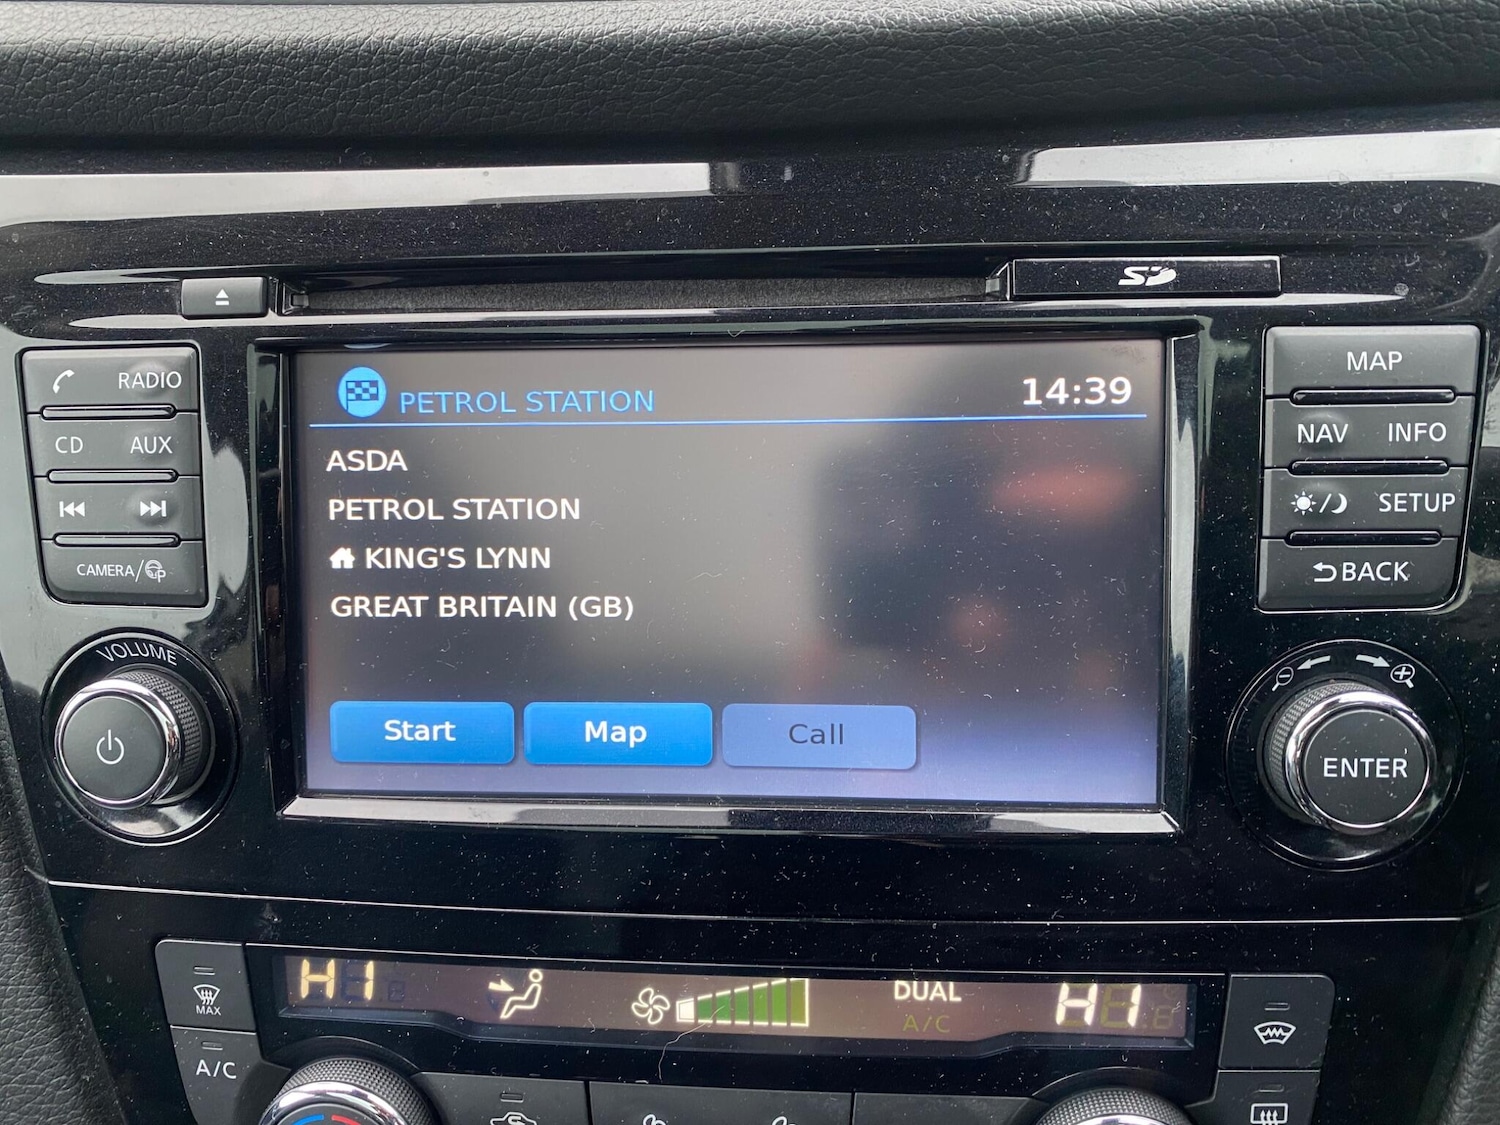 SD
RADIO
CD AUX
CAMERA/
VOLUME
PETROL STATION 14:39
ASDA
PETROL STATION
KING'S LYNN
GREAT BRITAIN (GB)
Start Map Call
MAP
NAV INFO
SETUP
BACK
ENTER
HI DUAL HI
A/C
MAX
A/C